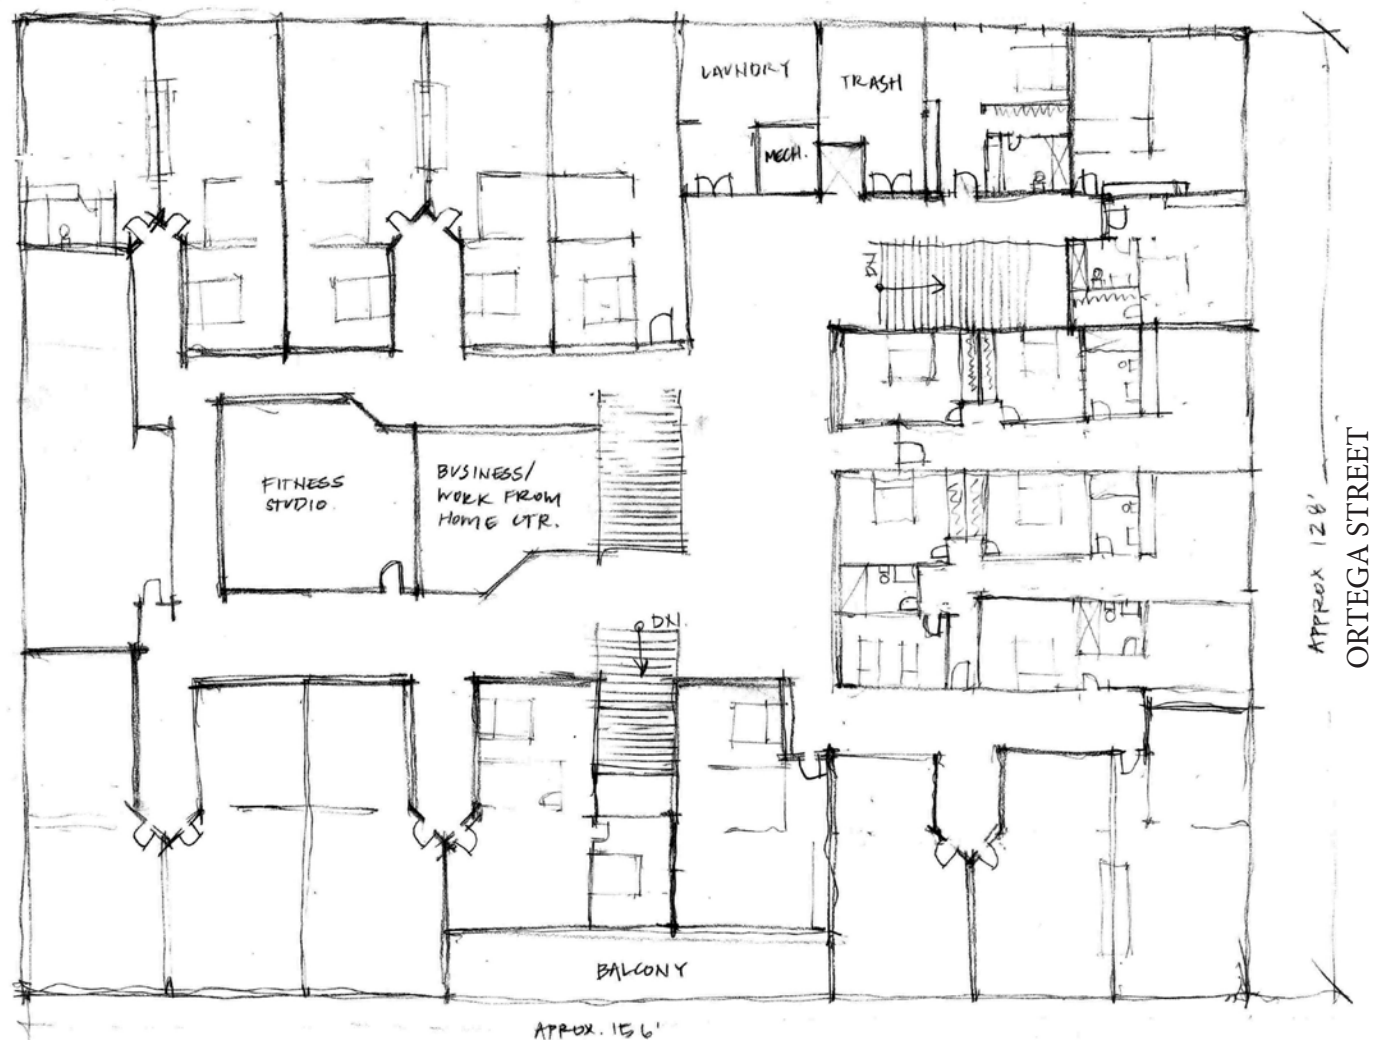 LAUNDRY
TRASH
MECH.
DN
FITNESS
STUDIO
BUSINESS/
WORK FROM
HOME CTR.
DN.
BALCONY
APPROX. 156'
APPROX 128'
ORTEGA STREET